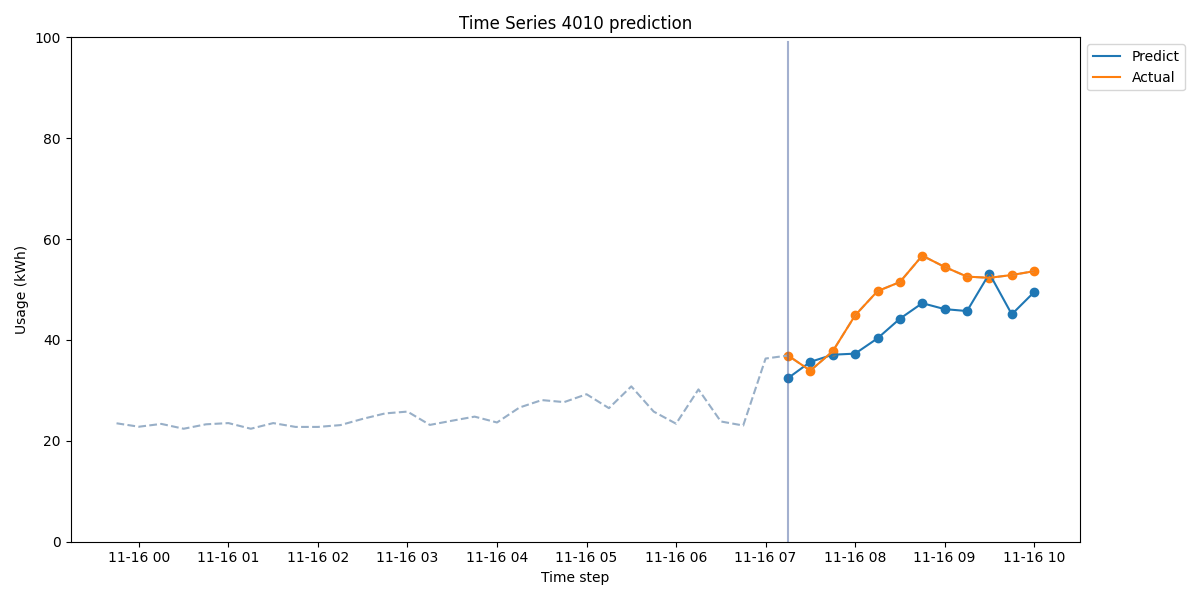 Time Series 4010 prediction
Predict
Actual
Usage (kWh)
100
80
60
40
20
0
11-16 00 11-16 01 11-16 02 11-16 03 11-16 04 11-16 05 11-16 06 11-16 07 11-16 08 11-16 09 11-16 10
Time step